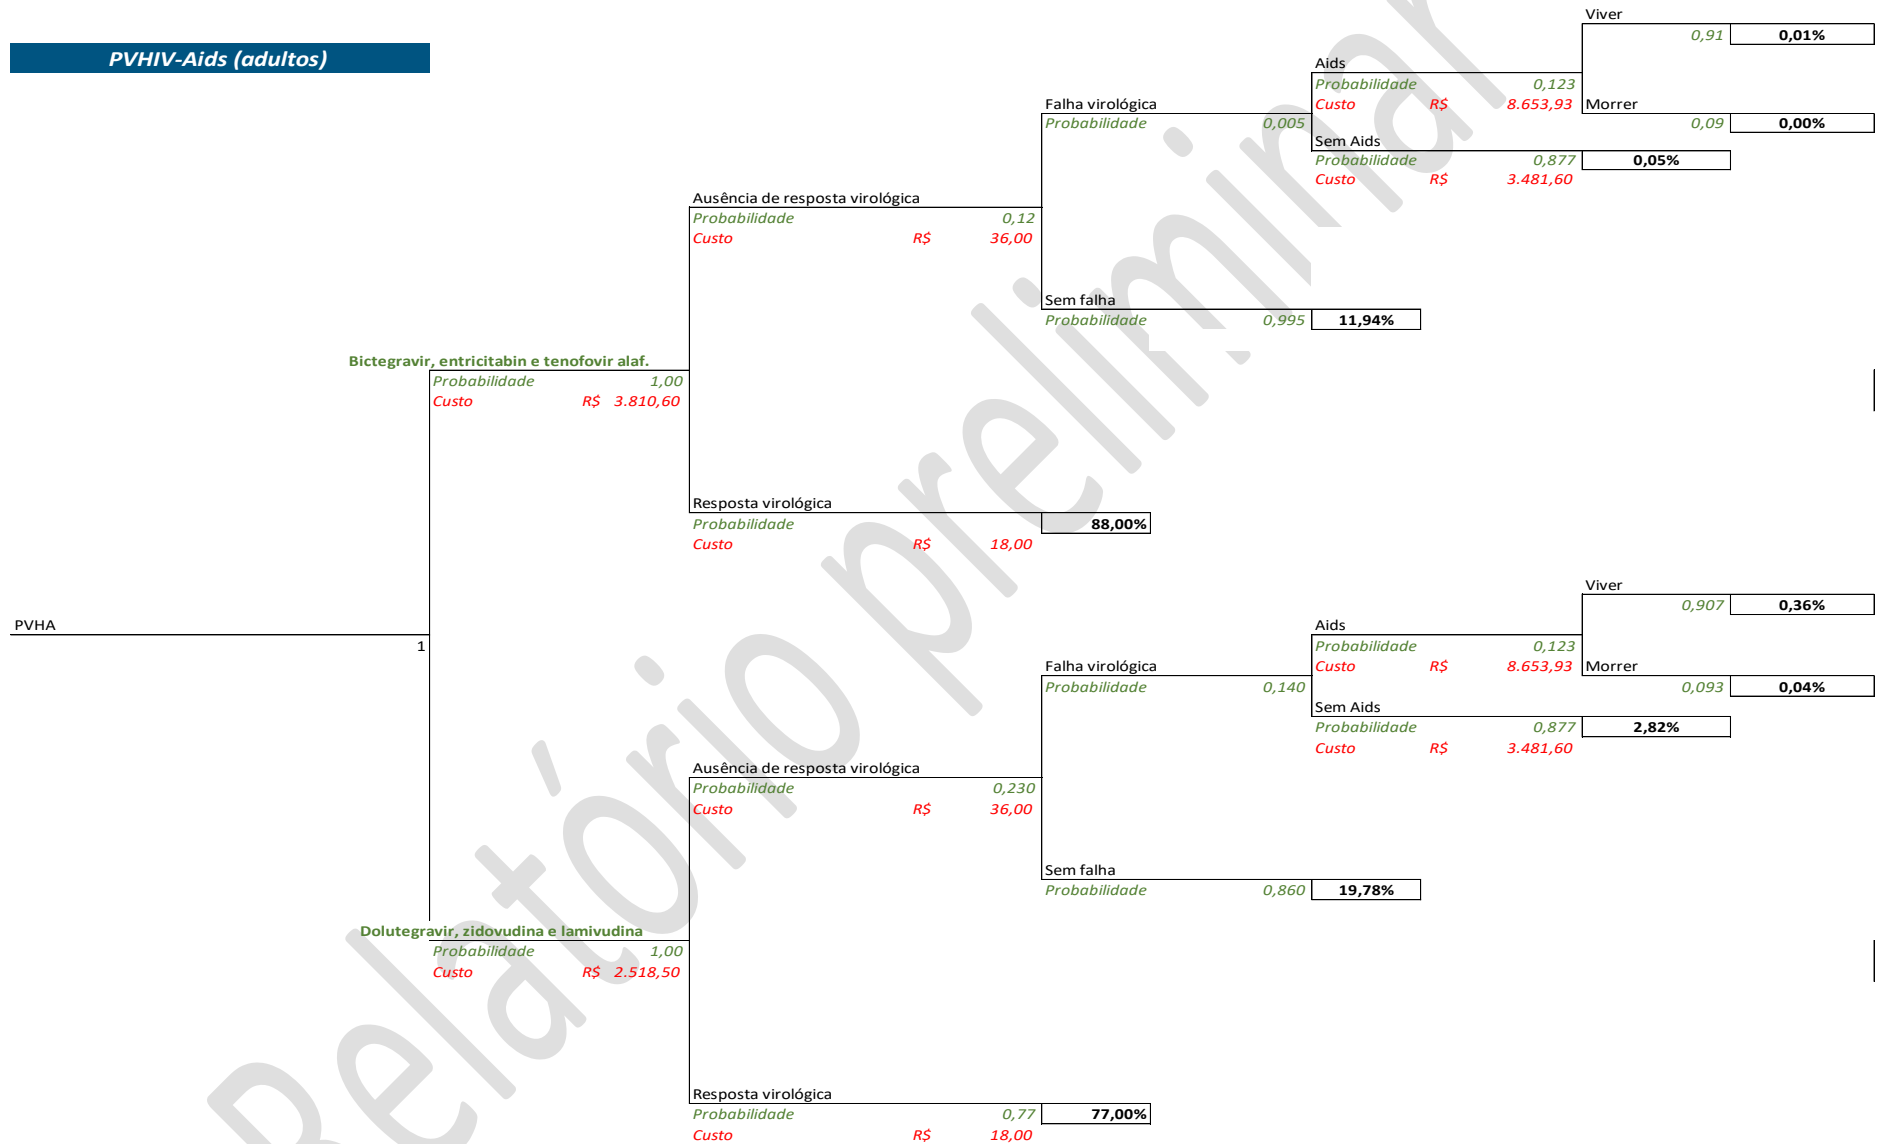 Viver
0,91 0,01%
PVHIV-Aids (adultos)
Aids
Probabilidade 0,123
Falha virológica
Custo R$ 8.653,93
Morrer
Probabilidade 0,005
0,09 0,00%
Sem Aids
Probabilidade 0,877 0,05%
Custo R$ 3.481,60
Ausência de resposta virológica
Probabilidade 0,12
Custo R$ 36,00
Sem falha
Probabilidade 0,995 11,94%
Bictegravir, entricitabin e tenofovir alaf.
Probabilidade 1,00
Custo R$ 3.810,60
Resposta virológica
Probabilidade 88,00%
Custo R$ 18,00
Viver
0,907 0,36%
PVHA
1
Aids
Probabilidade 0,123
Falha virológica
Custo R$ 8.653,93
Morrer
Probabilidade 0,140
0,093 0,04%
Sem Aids
Probabilidade 0,877 2,82%
Custo R$ 3.481,60
Ausência de resposta virológica
Probabilidade 0,230
Custo R$ 36,00
Sem falha
Probabilidade 0,860 19,78%
Dolutegravir, zidovudina e lamivudina
Probabilidade 1,00
Custo R$ 2.518,50
Resposta virológica
Probabilidade 0,77 77,00%
Custo R$ 18,00
Relatório preliminar